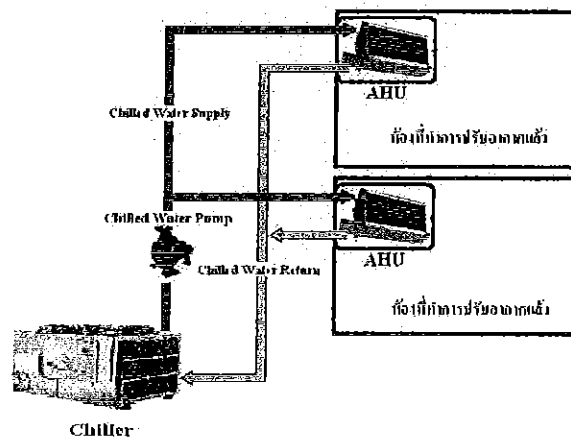 AHU
Chilled Water Supply
ห้องที่ทำการปรับอากาศแล้ว
Chilled Water Pump
AHU
Chilled Water Return
ห้องที่ทำการปรับอากาศแล้ว
Chiller